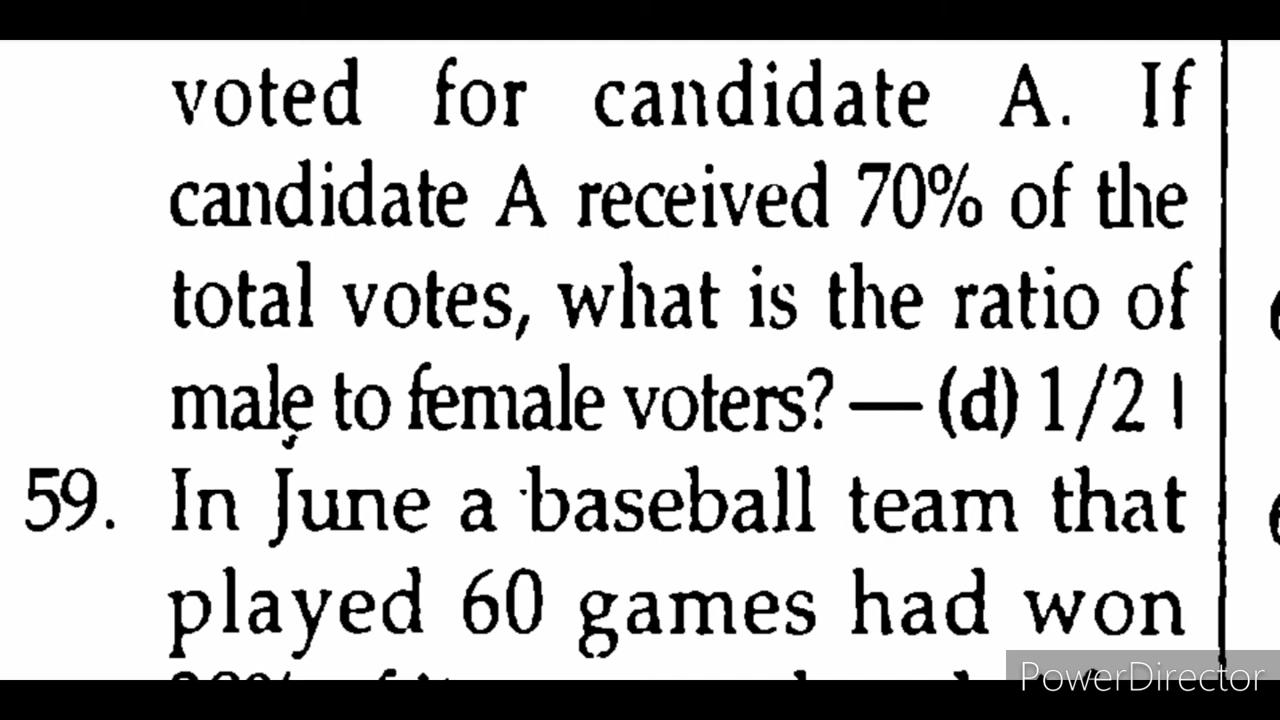 voted for candidate A. If
candidate A received 70% of the
total votes, what is the ratio of
male to female voters? — (d) 1/2 |
59. In June a baseball team that
played 60 games had won
PowerDirector